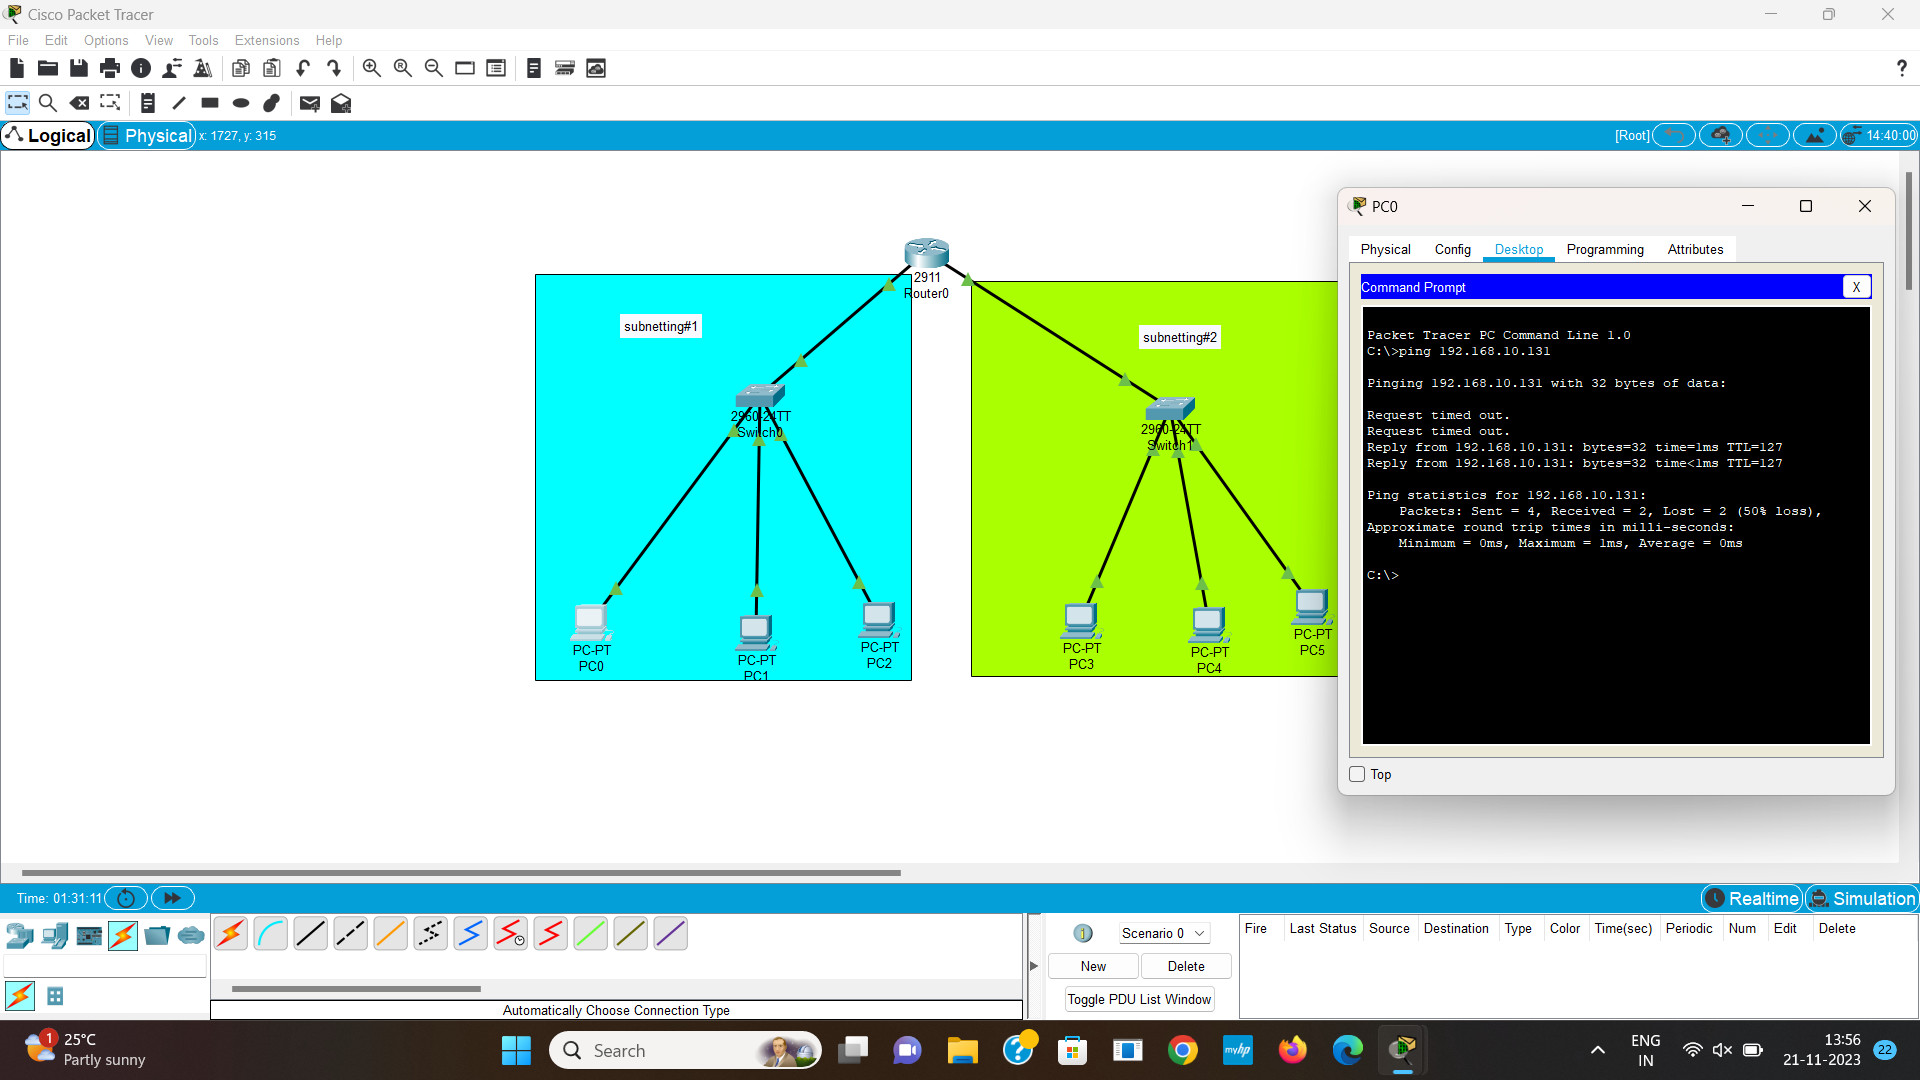 Cisco Packet Tracer
File Edit Options View Tools Extensions Help
?
Logical Physical x: 1727, y: 315 [Root] 14:40:00
2911
Router0
subnetting#1
subnetting#2
2960-24TT
Switch0
2960-24TT
Switch1
PC-PT
PC0
PC-PT
PC1
PC-PT
PC2
PC-PT
PC3
PC-PT
PC4
PC-PT
PC5
PC0
Physical Config Desktop Programming Attributes
Command Prompt X
Packet Tracer PC Command Line 1.0
C:\>ping 192.168.10.131
Pinging 192.168.10.131 with 32 bytes of data:
Request timed out.
Request timed out.
Reply from 192.168.10.131: bytes=32 time=1ms TTL=127
Reply from 192.168.10.131: bytes=32 time<1ms TTL=127
Ping statistics for 192.168.10.131:
Packets: Sent = 4, Received = 2, Lost = 2 (50% loss),
Approximate round trip times in milli-seconds:
Minimum = 0ms, Maximum = 1ms, Average = 0ms
C:\>
Top
Time: 01:31:11 Realtime Simulation
Automatically Choose Connection Type
1 Scenario 0
New Delete
Toggle PDU List Window
Fire Last Status Source Destination Type Color Time(sec) Periodic Num Edit Delete
1 25°C
Partly sunny
Search
myhp
ENG
IN
13:56
21-11-2023
22